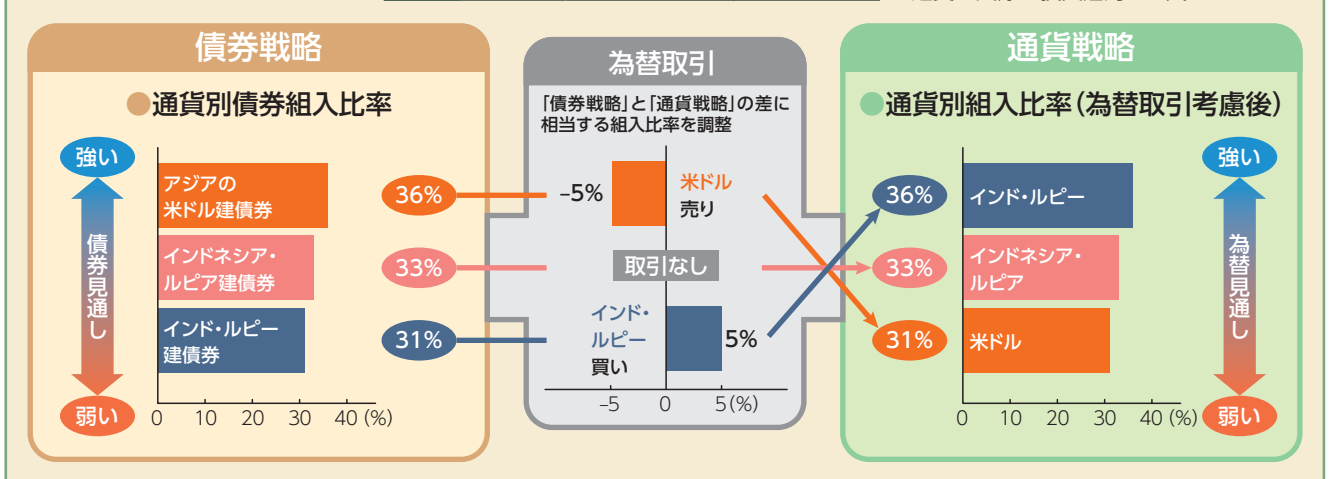 債券戦略
●通貨別債券組入比率
強い
債券見通し
弱い
アジアの
米ドル建債券
インドネシア・
ルピア建債券
インド・ルピー
建債券
0 10 20 30 40 (%)
36%
33%
31%
為替取引
「債券戦略」と「通貨戦略」の差に
相当する組入比率を調整
–5%
米ドル
売り
取引なし
インド・
ルピー
買い
5%
–5 0 5(%)
通貨戦略
●通貨別組入比率(為替取引考慮後)
36%
33%
31%
インド・ルピー
インドネシア・
ルピア
米ドル
0 10 20 30 40 (%)
強い
為替見通し
弱い